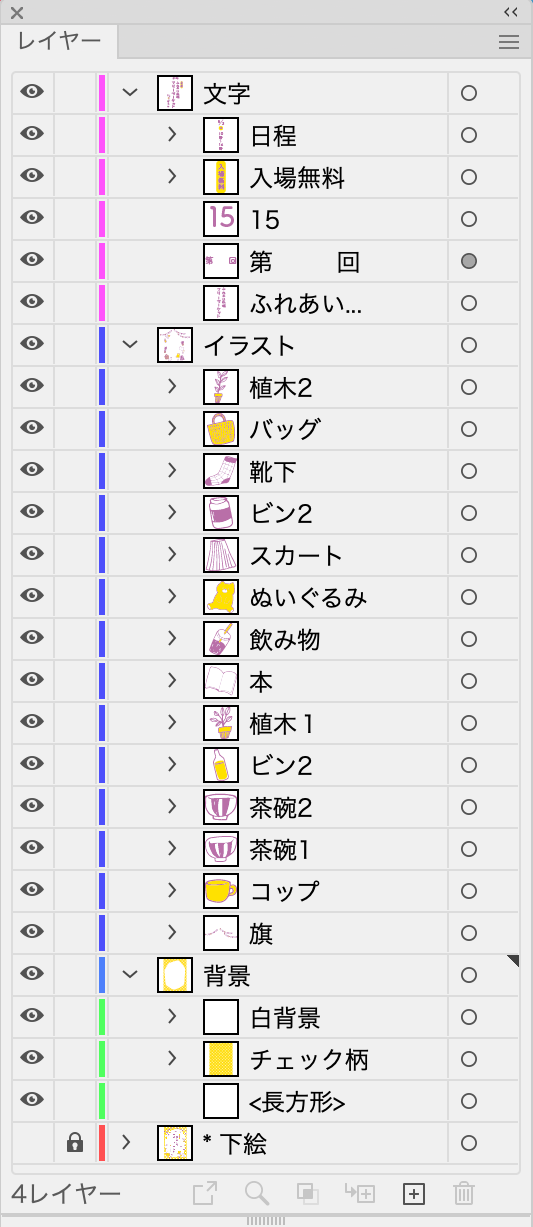 レイヤー
文字
日程
入場無料
15
15
第　　　回
ふれあい...
イラスト
植木2
バッグ
靴下
ビン2
スカート
ぬいぐるみ
飲み物
本
植木１
ビン2
茶碗2
茶碗1
コップ
旗
背景
白背景
チェック柄
<長方形>
* 下絵
4レイヤー